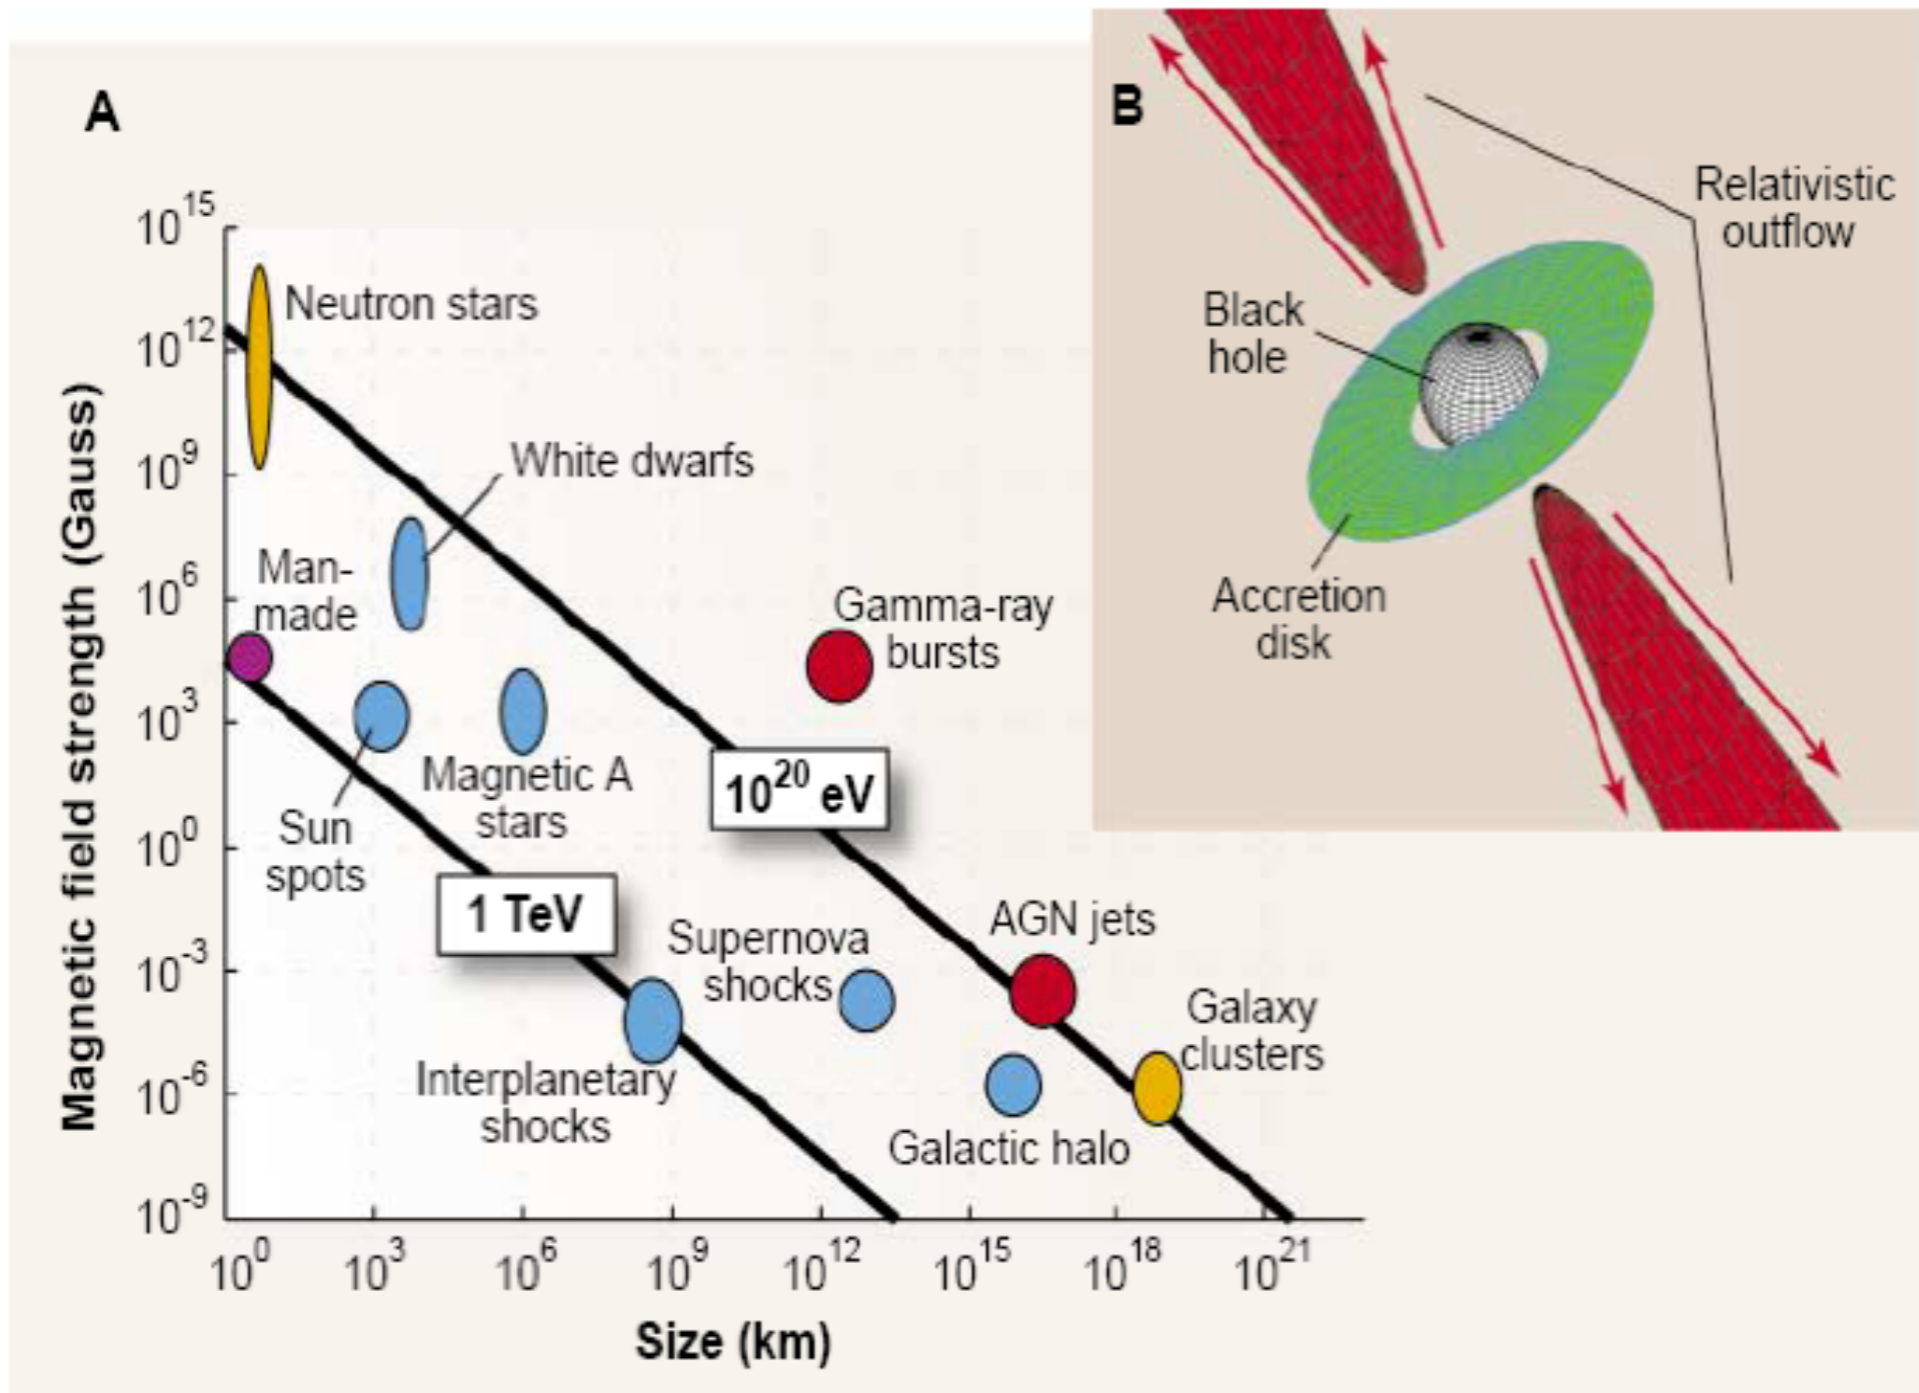 A
B
Relativistic
outflow
Black
hole
Accretion
disk
Magnetic field strength (Gauss)
10^15
10^12
10^9
10^6
10^3
10^0
10^-3
10^-6
10^-9
Neutron stars
White dwarfs
Man-
made
Gamma-ray
bursts
Magnetic A
stars
Sun
spots
10^20 eV
1 TeV
Supernova
shocks
AGN jets
Galaxy
clusters
Interplanetary
shocks
Galactic halo
10^0 10^3 10^6 10^9 10^12 10^15 10^18 10^21
Size (km)